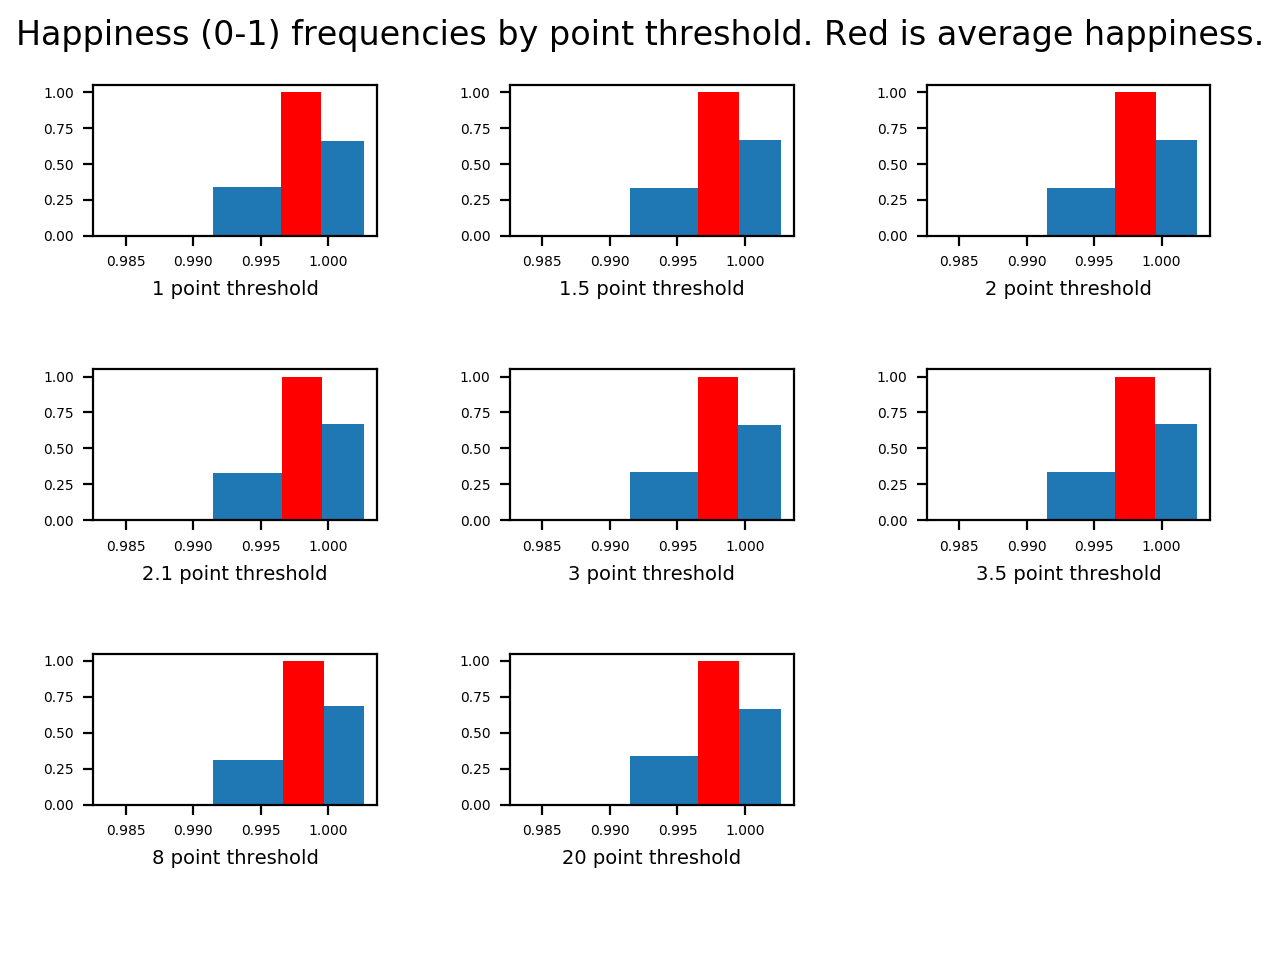 Happiness (0-1) frequencies by point threshold. Red is average happiness.
1.00 1.00 1.00
0.75 0.75 0.75
0.50 0.50 0.50
0.25 0.25 0.25
0.00 0.00 0.00
0.985 0.990 0.995 1.000 0.985 0.990 0.995 1.000 0.985 0.990 0.995 1.000
1 point threshold 1.5 point threshold 2 point threshold
1.00 1.00 1.00
0.75 0.75 0.75
0.50 0.50 0.50
0.25 0.25 0.25
0.00 0.00 0.00
0.985 0.990 0.995 1.000 0.985 0.990 0.995 1.000 0.985 0.990 0.995 1.000
2.1 point threshold 3 point threshold 3.5 point threshold
1.00 1.00
0.75 0.75
0.50 0.50
0.25 0.25
0.00 0.00
0.985 0.990 0.995 1.000 0.985 0.990 0.995 1.000
8 point threshold 20 point threshold